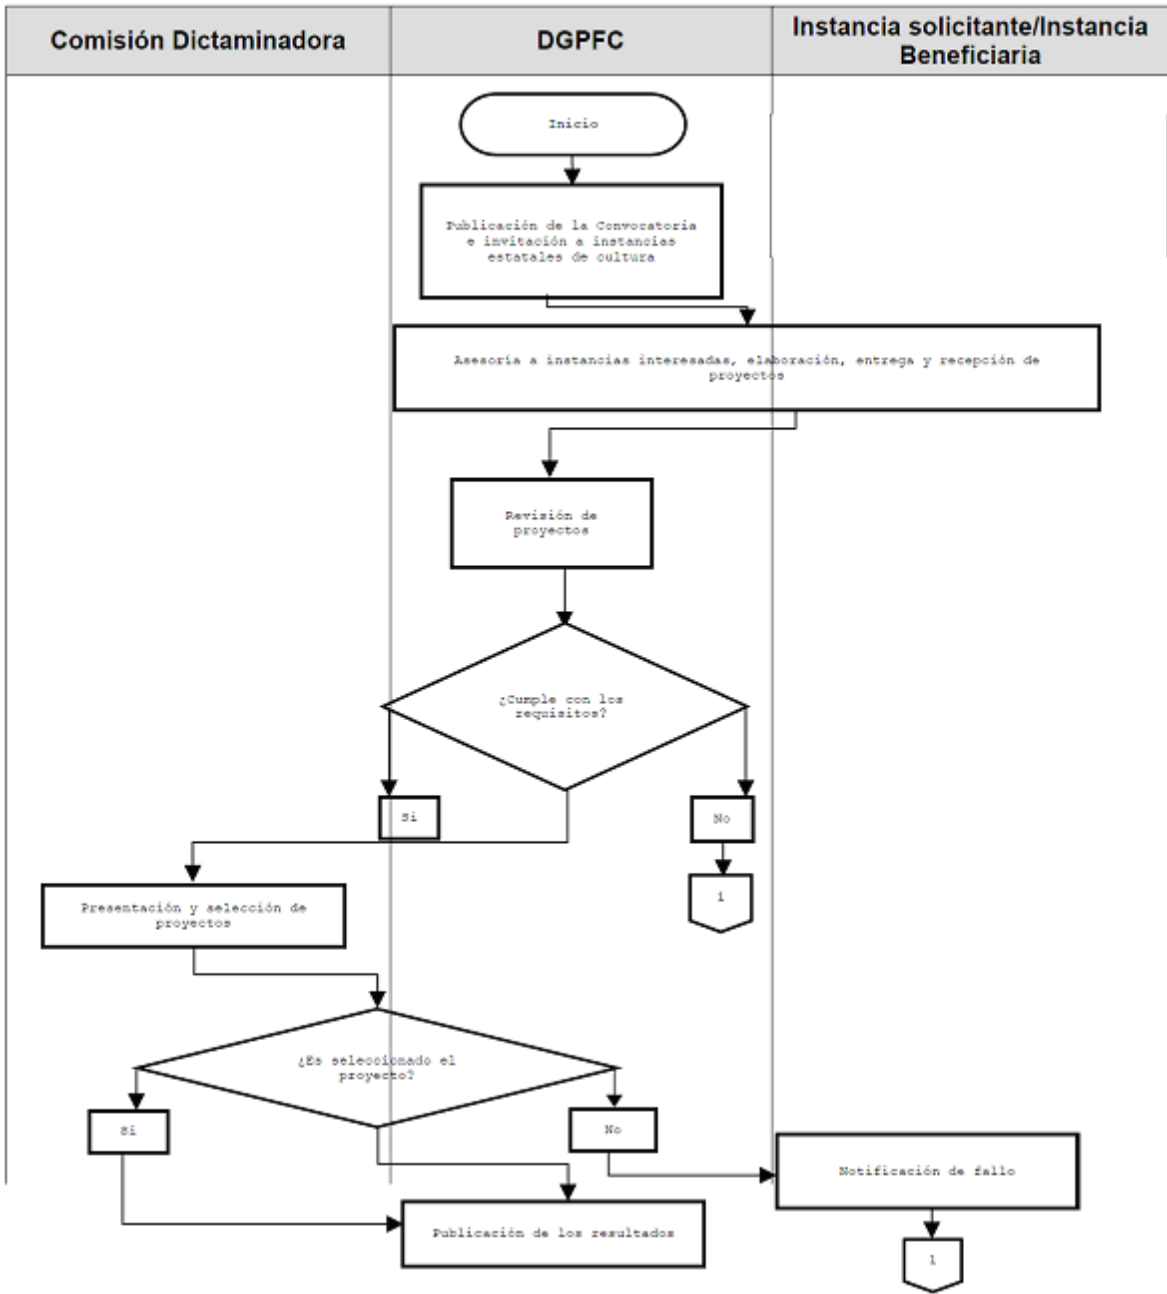 Comisión Dictaminadora
DGPFC
Instancia solicitante/Instancia
Beneficiaria
Inicio
Publicación de la Convocatoria
e invitación a instancias
estatales de cultura
Asesoría a instancias interesadas, elaboración, entrega y recepción de
proyectos
Revisión de
proyectos
¿Cumple con los
requisitos?
Si
No
1
Presentación y selección de
proyectos
¿Es seleccionado el
proyecto?
Si
No
Notificación de fallo
Publicación de los resultados
1